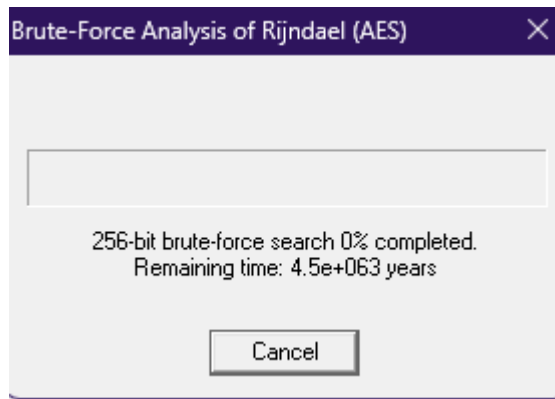 Brute-Force Analysis of Rijndael (AES)
256-bit brute-force search 0% completed.
Remaining time: 4.5e+063 years
Cancel